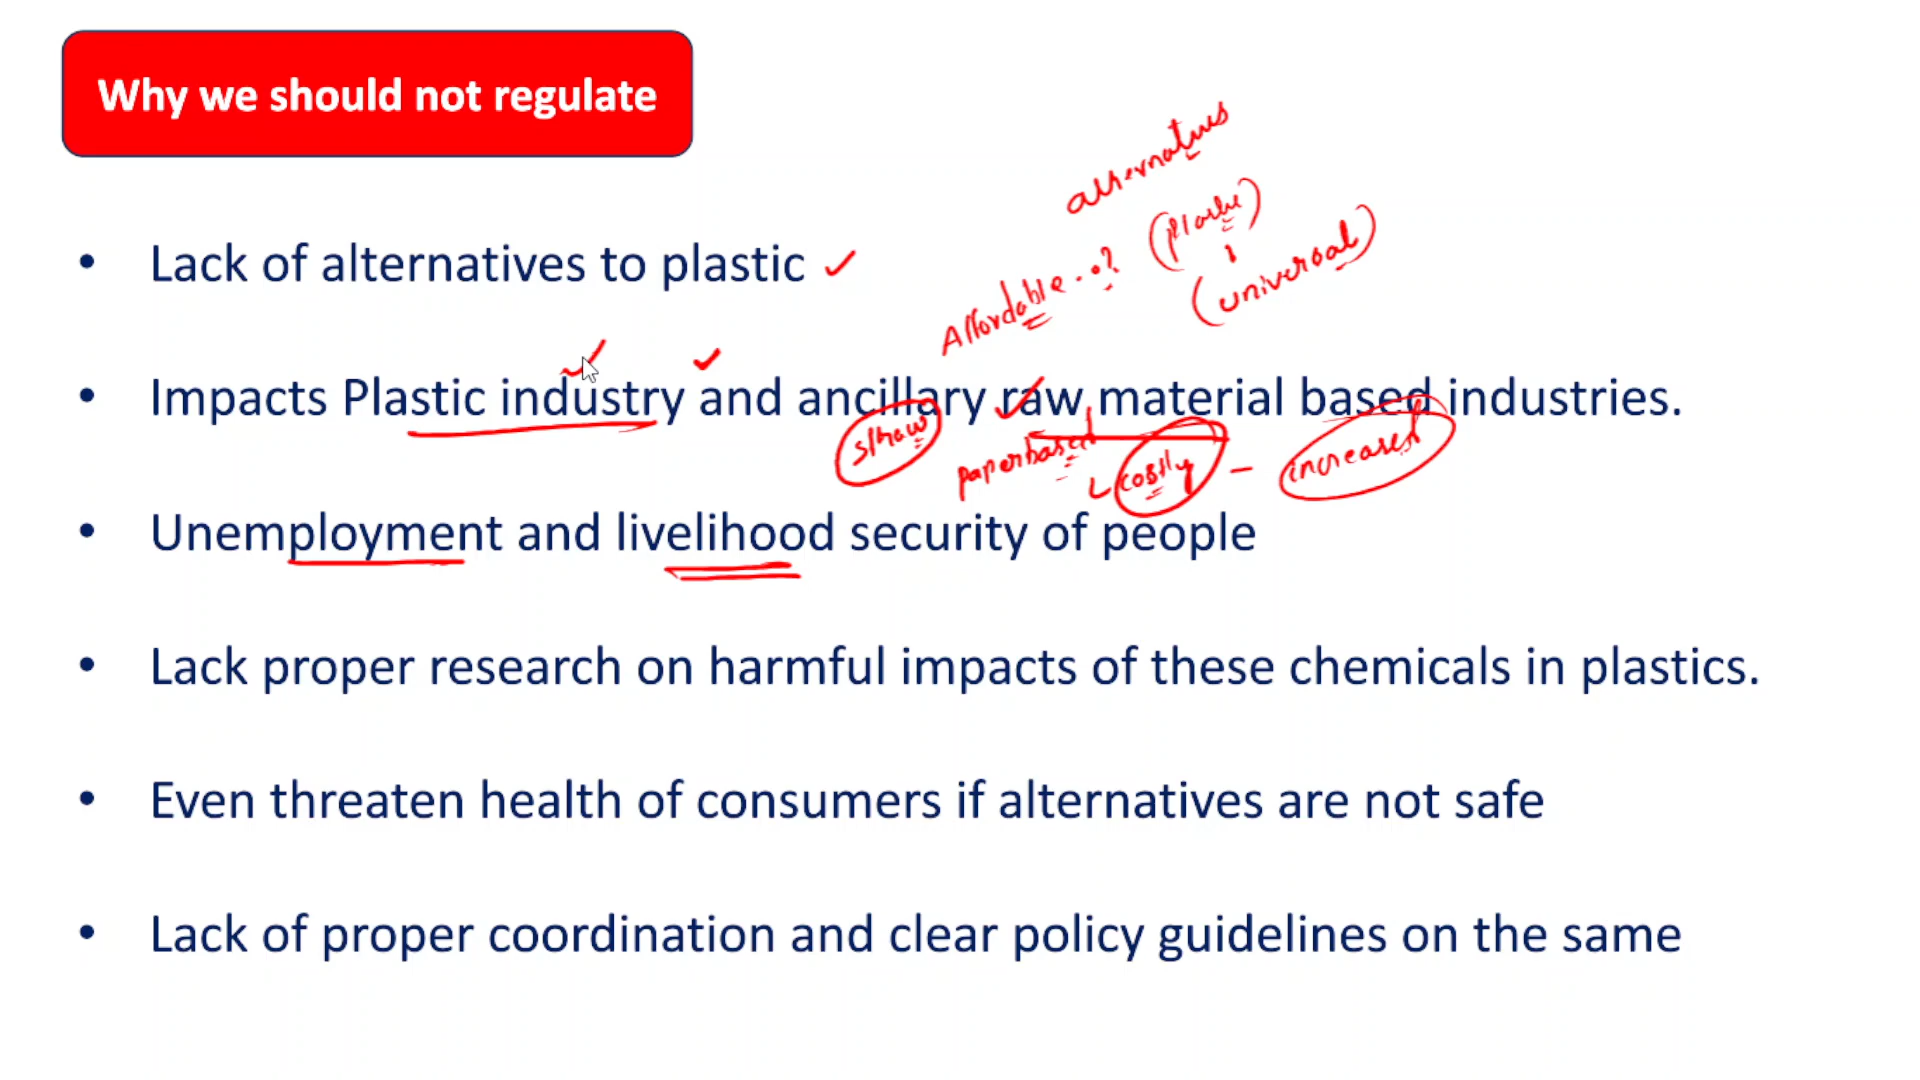 Why we should not regulate
alternatives
(plastic)
Affordable..?
(universal)
• Lack of alternatives to plastic
• Impacts Plastic industry and ancillary raw material based industries.
straw
paperbased
costly - increased
• Unemployment and livelihood security of people
• Lack proper research on harmful impacts of these chemicals in plastics.
• Even threaten health of consumers if alternatives are not safe
• Lack of proper coordination and clear policy guidelines on the same